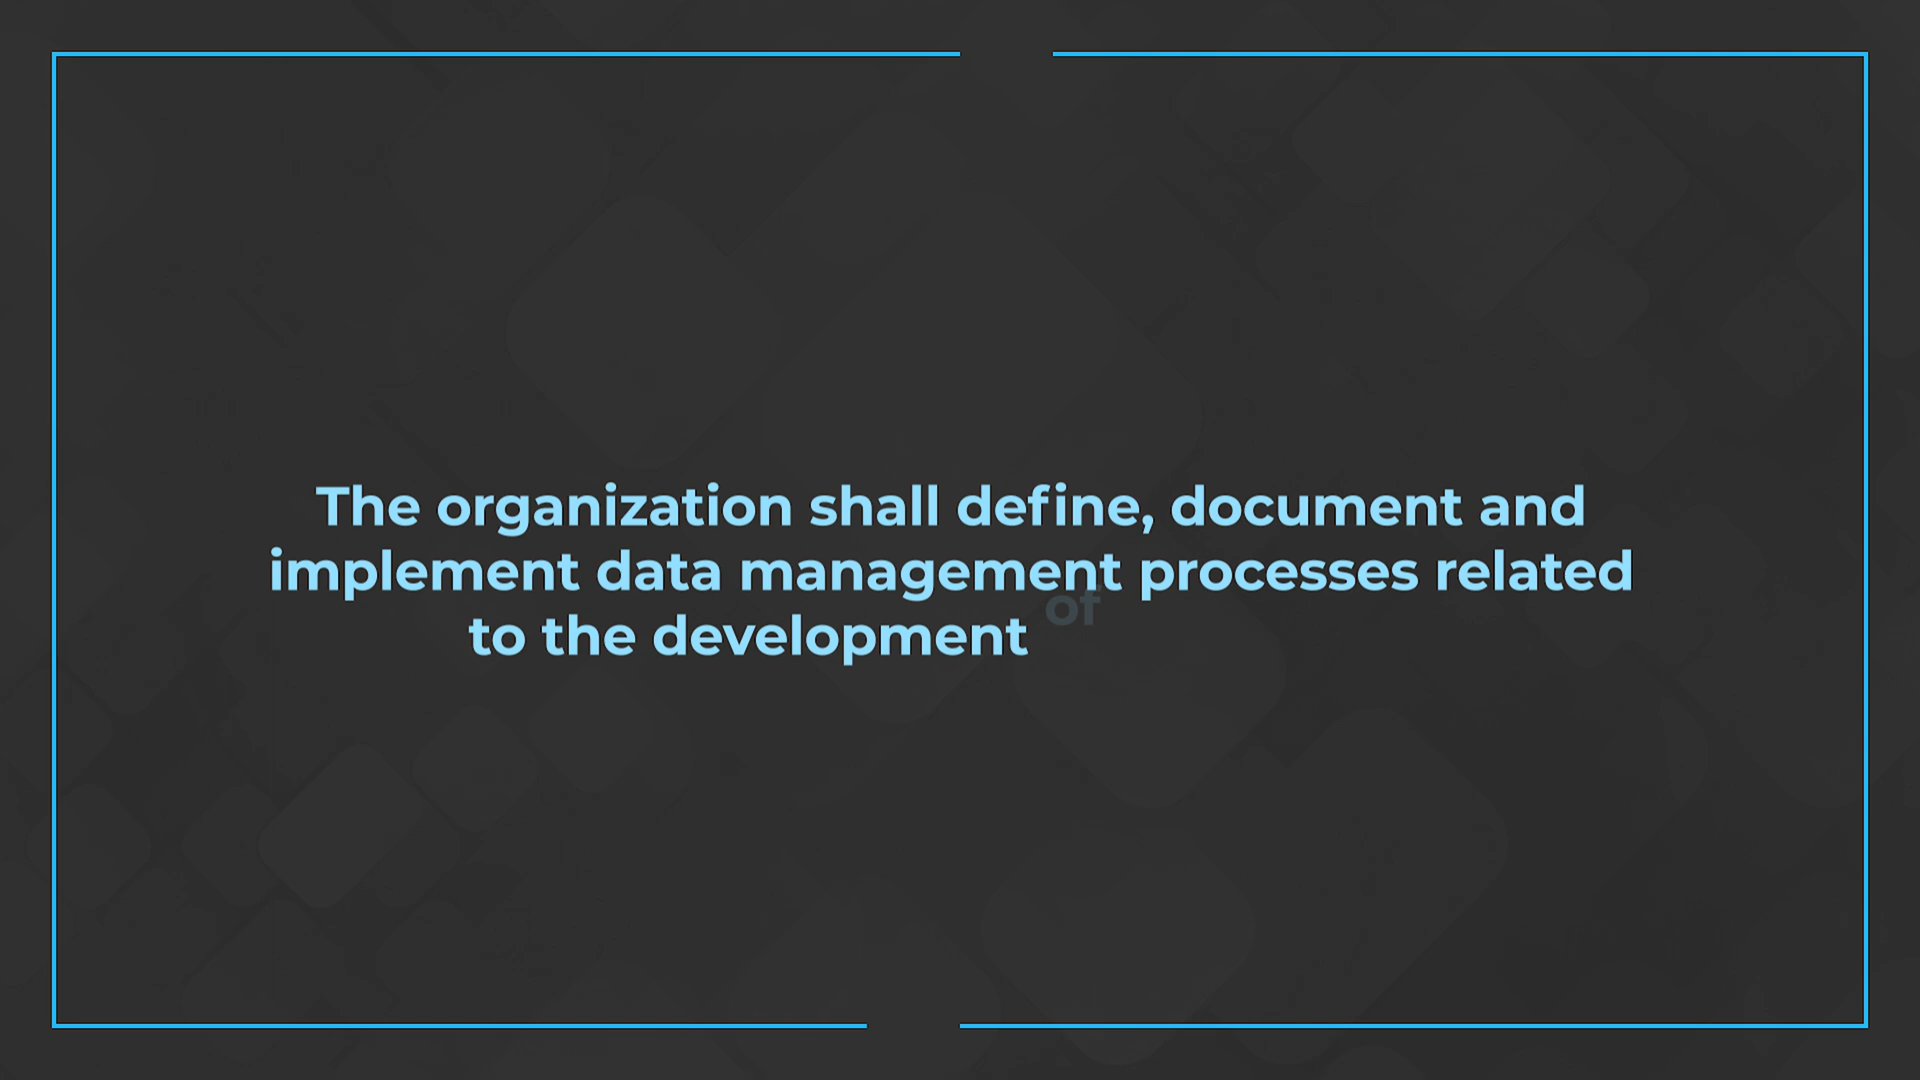 The organization shall define, document and
implement data management processes related
to the development of